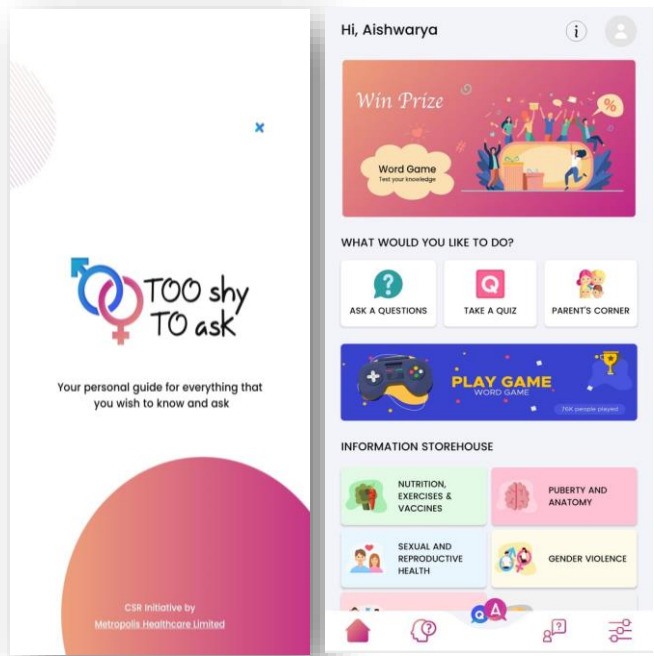 TOO shy
TO ask
Your personal guide for everything that
you wish to know and ask
CSR Initiative by
Metropolis Healthcare Limited
Hi, Aishwarya
i
Win Prize
%
Word Game
Test your knowledge
WHAT WOULD YOU LIKE TO DO?
?
ASK A QUESTIONS
Q
TAKE A QUIZ
PARENT'S CORNER
PLAY GAME
WORD GAME
76K people played
INFORMATION STOREHOUSE
NUTRITION,
EXERCISES &
VACCINES
PUBERTY AND
ANATOMY
SEXUAL AND
REPRODUCTIVE
HEALTH
GENDER VIOLENCE
Q A
?
?